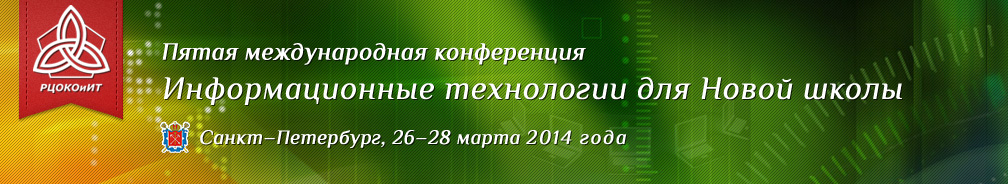 РЦОКОиИТ
Пятая международная конференция
Информационные технологии для Новой школы
Санкт-Петербург, 26-28 марта 2014 года